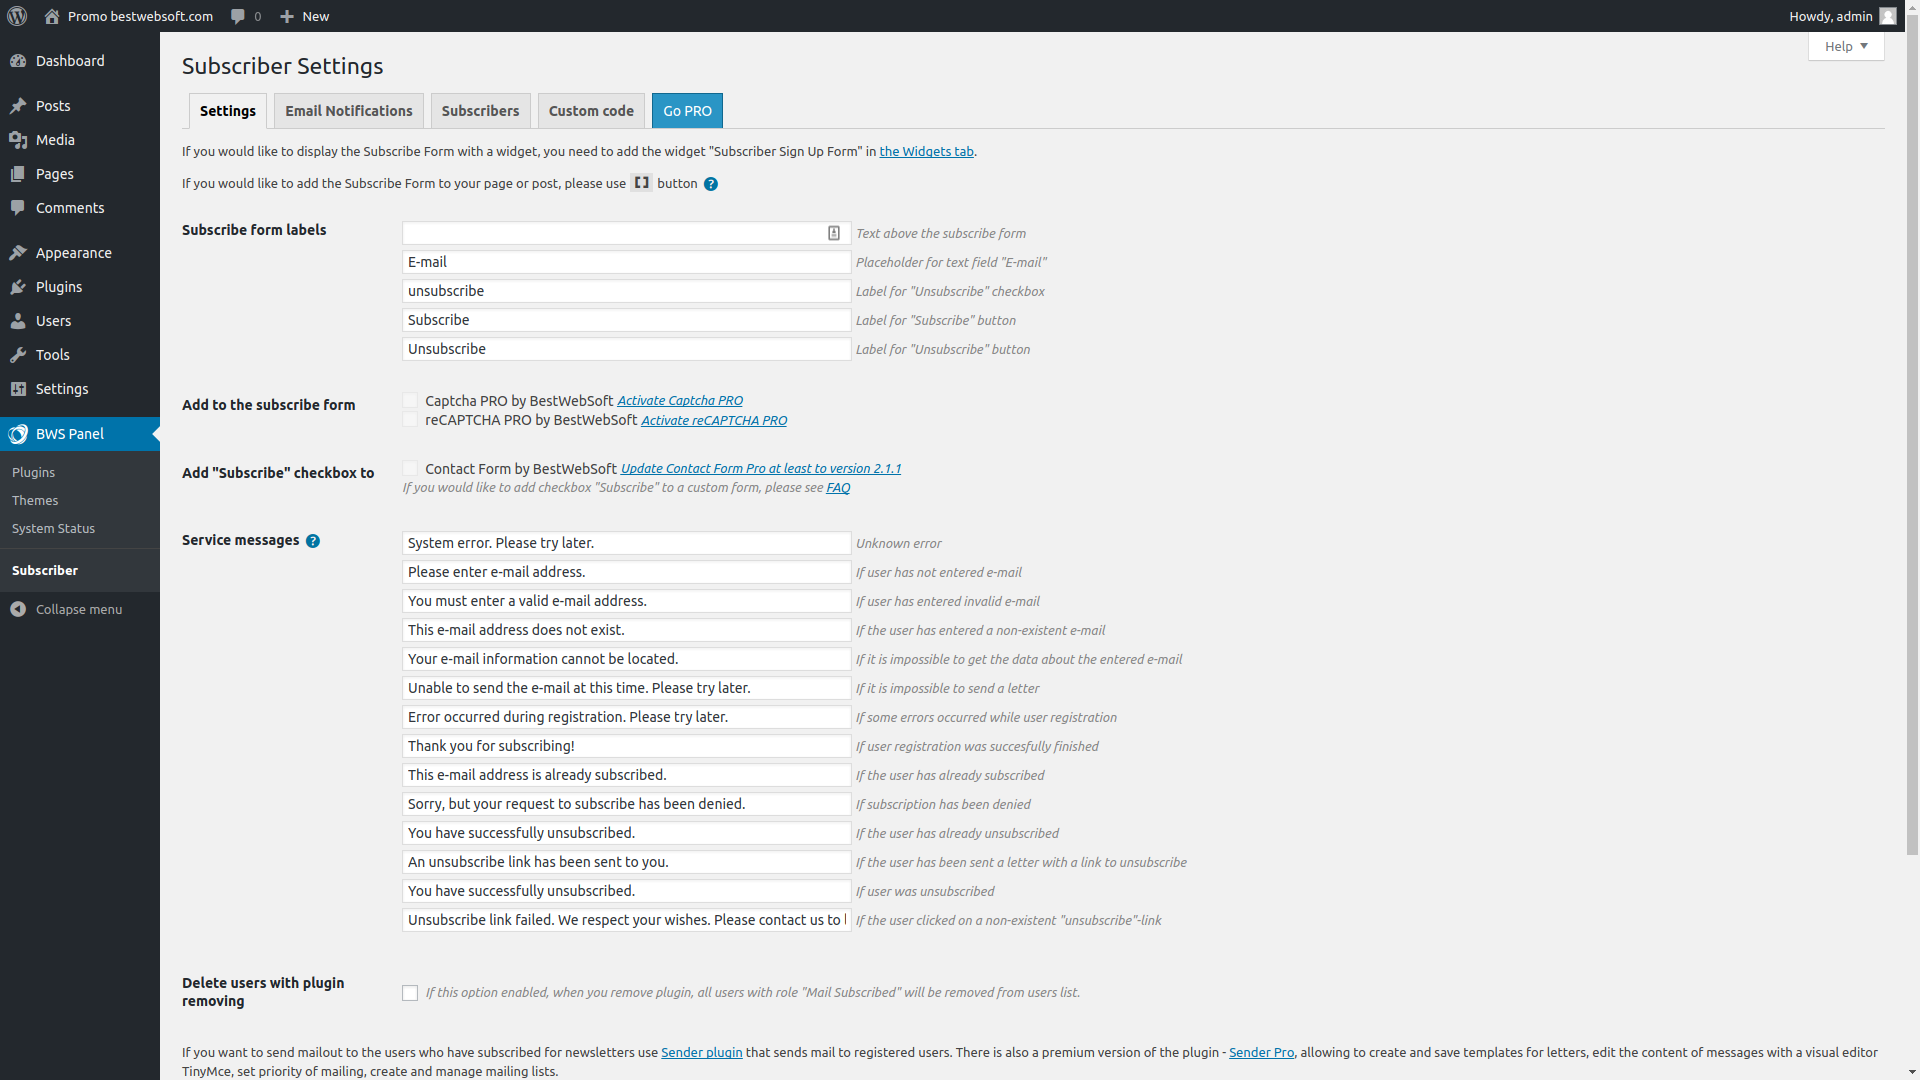 Promo bestwebsoft.com 0 New Howdy, admin
Help
Dashboard
Posts
Media
Pages
Comments
Appearance
Plugins
Users
Tools
Settings
BWS Panel
Plugins
Themes
System Status
Subscriber
Collapse menu
Subscriber Settings
Settings Email Notifications Subscribers Custom code Go PRO
If you would like to display the Subscribe Form with a widget, you need to add the widget "Subscriber Sign Up Form" in the Widgets tab.
If you would like to add the Subscribe Form to your page or post, please use button ?
Subscribe form labels
Text above the subscribe form
E-mail Placeholder for text field "E-mail"
unsubscribe Label for "Unsubscribe" checkbox
Subscribe Label for "Subscribe" button
Unsubscribe Label for "Unsubscribe" button
Add to the subscribe form
Captcha PRO by BestWebSoft Activate Captcha PRO
reCAPTCHA PRO by BestWebSoft Activate reCAPTCHA PRO
Add "Subscribe" checkbox to
Contact Form by BestWebSoft Update Contact Form Pro at least to version 2.1.1
If you would like to add checkbox "Subscribe" to a custom form, please see FAQ
Service messages ?
System error. Please try later. Unknown error
Please enter e-mail address. If user has not entered e-mail
You must enter a valid e-mail address. If user has entered invalid e-mail
This e-mail address does not exist. If the user has entered a non-existent e-mail
Your e-mail information cannot be located. If it is impossible to get the data about the entered e-mail
Unable to send the e-mail at this time. Please try later. If it is impossible to send a letter
Error occurred during registration. Please try later. If some errors occurred while user registration
Thank you for subscribing! If user registration was succesfully finished
This e-mail address is already subscribed. If the user has already subscribed
Sorry, but your request to subscribe has been denied. If subscription has been denied
You have successfully unsubscribed. If the user has already unsubscribed
An unsubscribe link has been sent to you. If the user has been sent a letter with a link to unsubscribe
You have successfully unsubscribed. If user was unsubscribed
Unsubscribe link failed. We respect your wishes. Please contact us to If the user clicked on a non-existent "unsubscribe"-link
Delete users with plugin
removing
If this option enabled, when you remove plugin, all users with role "Mail Subscribed" will be removed from users list.
If you want to send mailout to the users who have subscribed for newsletters use Sender plugin that sends mail to registered users. There is also a premium version of the plugin - Sender Pro, allowing to create and save templates for letters, edit the content of messages with a visual editor
TinyMce, set priority of mailing, create and manage mailing lists.